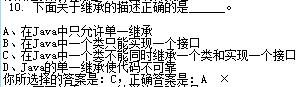 10. 下面关于继承的描述正确的是______。
A、在Java中只允许单一继承
B、在Java中一个类只能实现一个接口
C、在Java中一个类不能同时继承一个类和实现一个接口
D、Java的单一继承使代码不可靠
你所选择的答案是：C，正确答案是：A ×